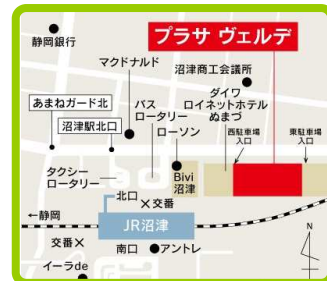 静岡銀行
プラサ ヴェルデ
マクドナルド
沼津商工会議所
ダイワ
ロイネットホテル
ぬまづ
あまねガード北
沼津駅北口
バス
ロータリー
ローソン
西駐車場
入口
東駐車場
入口
タクシー
ロータリー
Bivi
沼津
北口
×交番
←静岡
JR沼津
交番×
南口
アントレ
イーラde
N